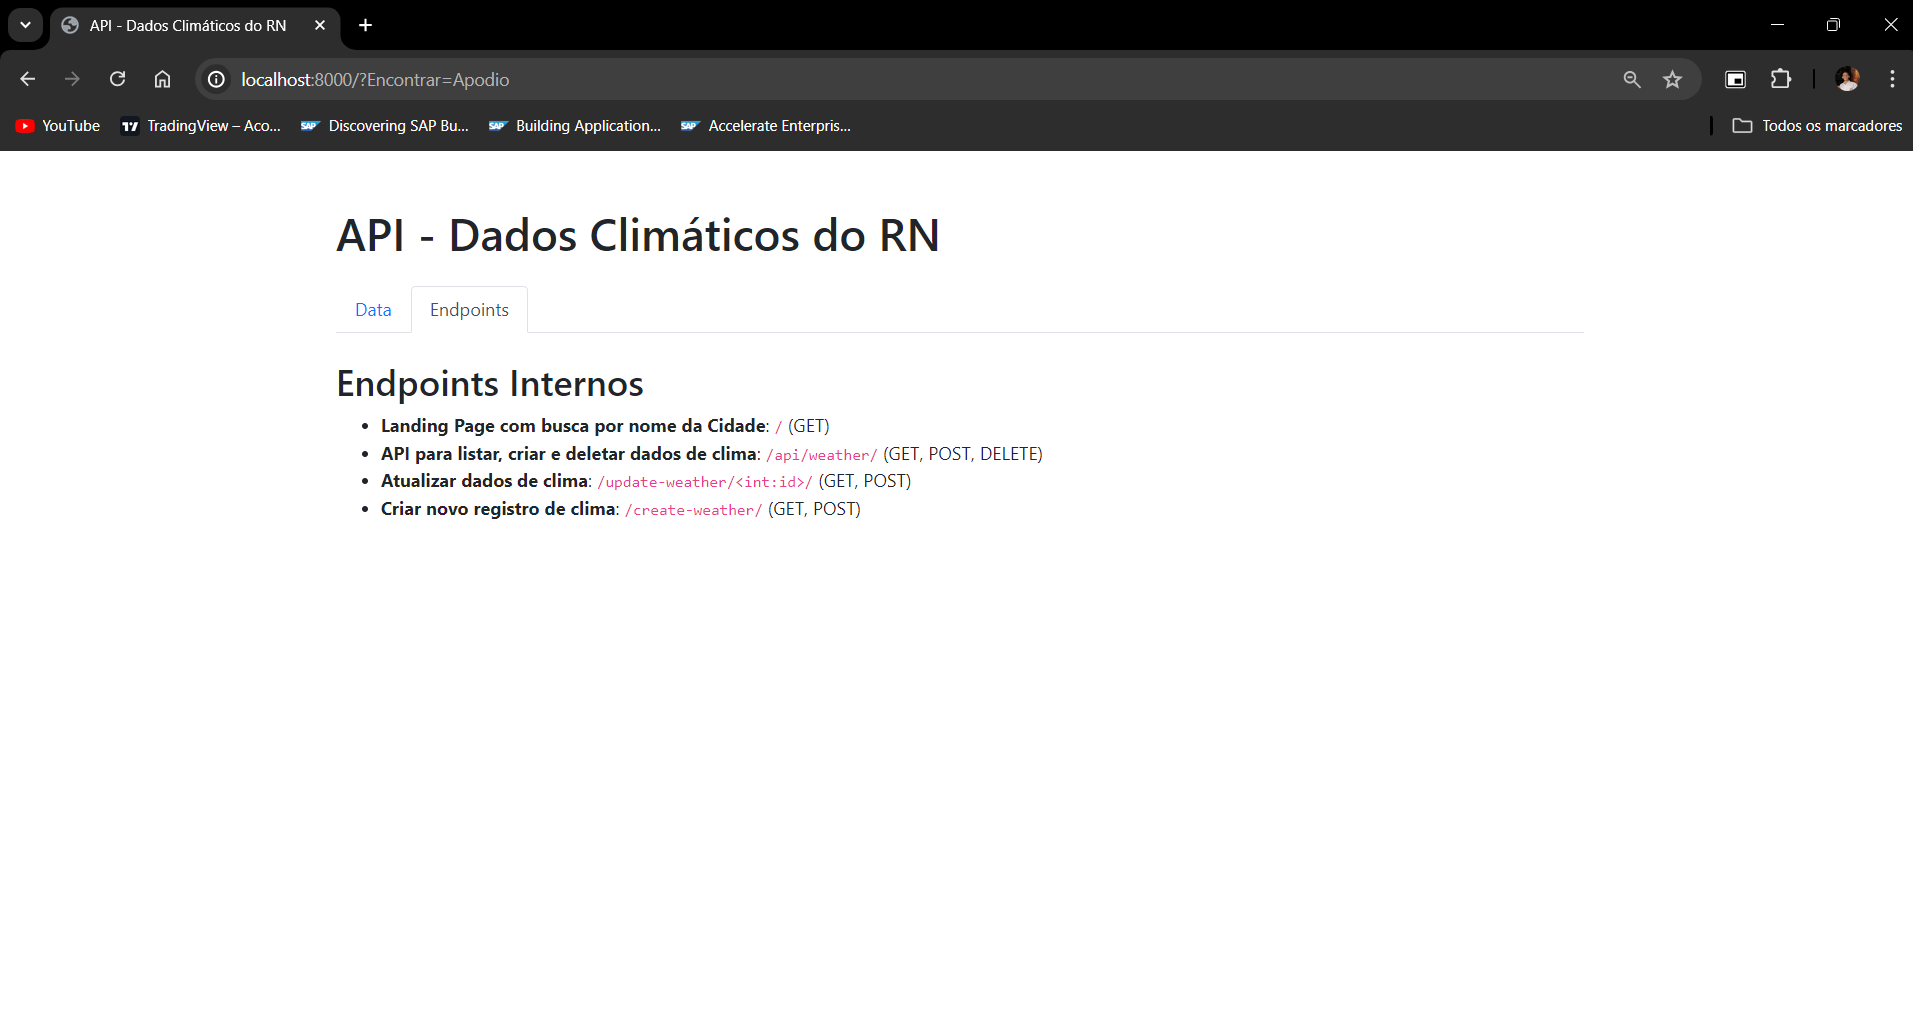 API - Dados Climáticos do RN
localhost:8000/?Encontrar=Apodio
YouTube TradingView – Aco... SAP Discovering SAP Bu... SAP Building Application... SAP Accelerate Enterpris... Todos os marcadores
API - Dados Climáticos do RN
Data Endpoints
Endpoints Internos
• Landing Page com busca por nome da Cidade: / (GET)
• API para listar, criar e deletar dados de clima: /api/weather/ (GET, POST, DELETE)
• Atualizar dados de clima: /update-weather/<int:id>/ (GET, POST)
• Criar novo registro de clima: /create-weather/ (GET, POST)